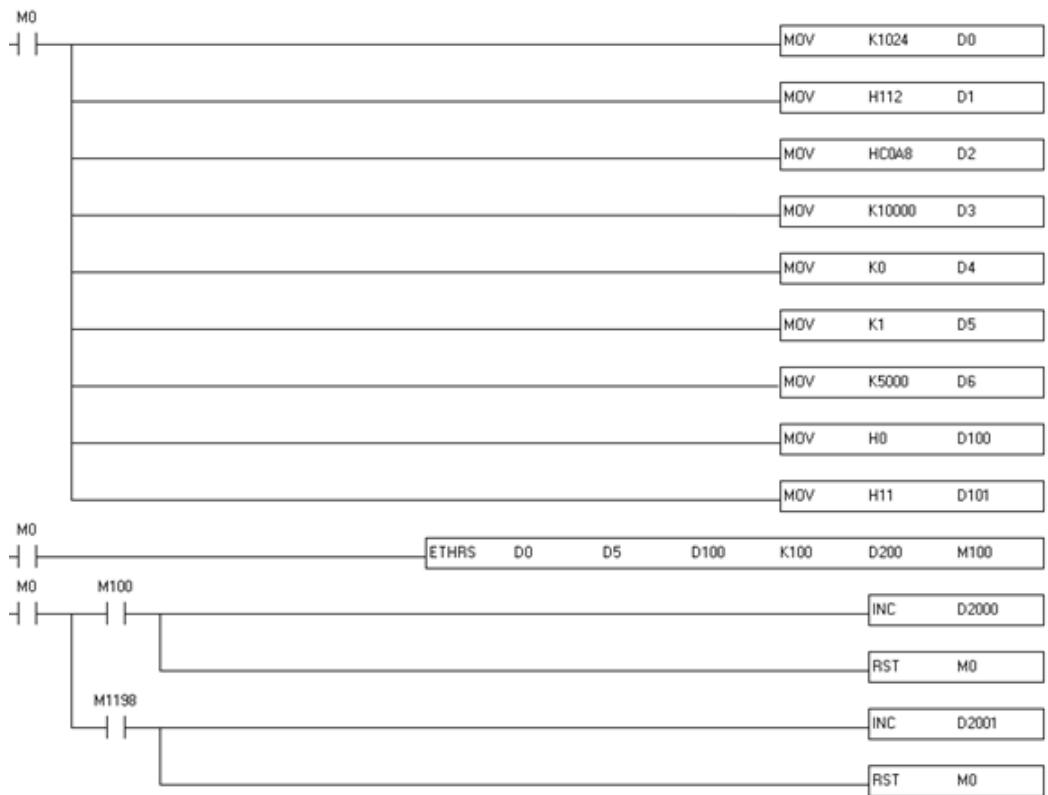 M0
MOV K1024 D0
MOV H112 D1
MOV HC0A8 D2
MOV K10000 D3
MOV K0 D4
MOV K1 D5
MOV K5000 D6
MOV H0 D100
MOV H11 D101
M0
ETHRS D0 D5 D100 K100 D200 M100
M0 M100
INC D2000
RST M0
M1198
INC D2001
RST M0